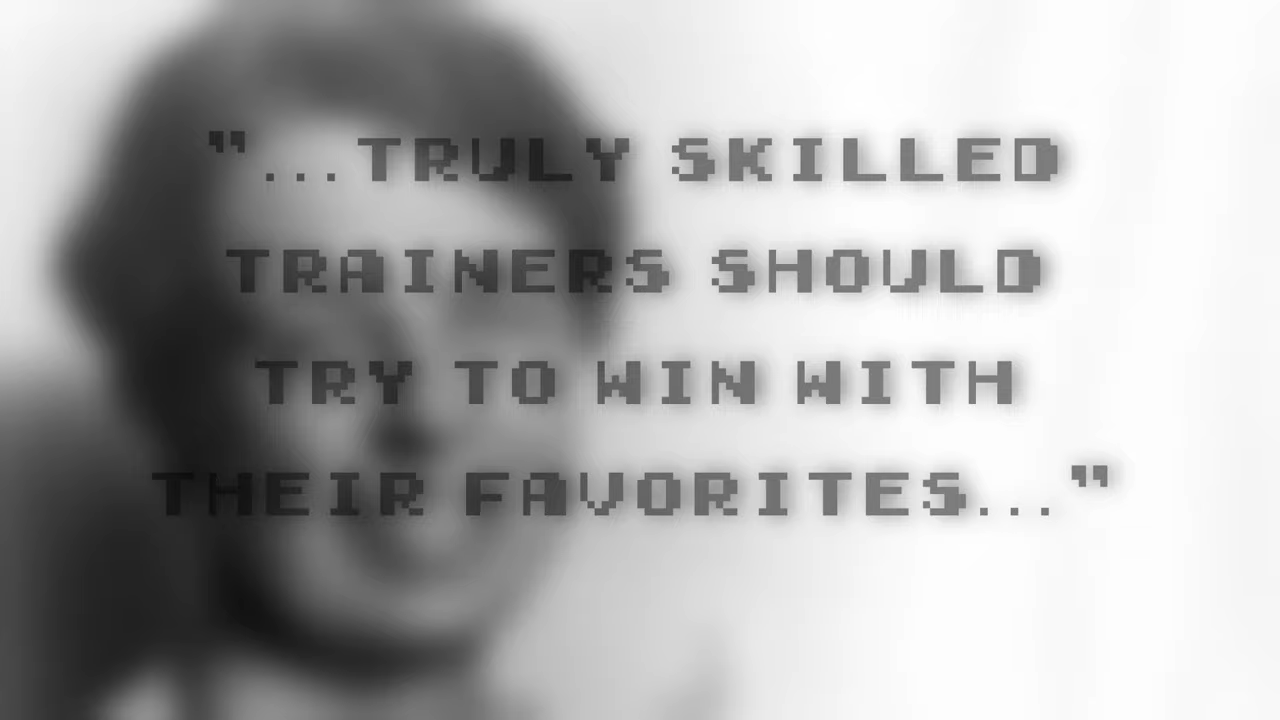 "...TRULY SKILLED
TRAINERS SHOULD
TRY TO WIN WITH
THEIR FAVORITES..."